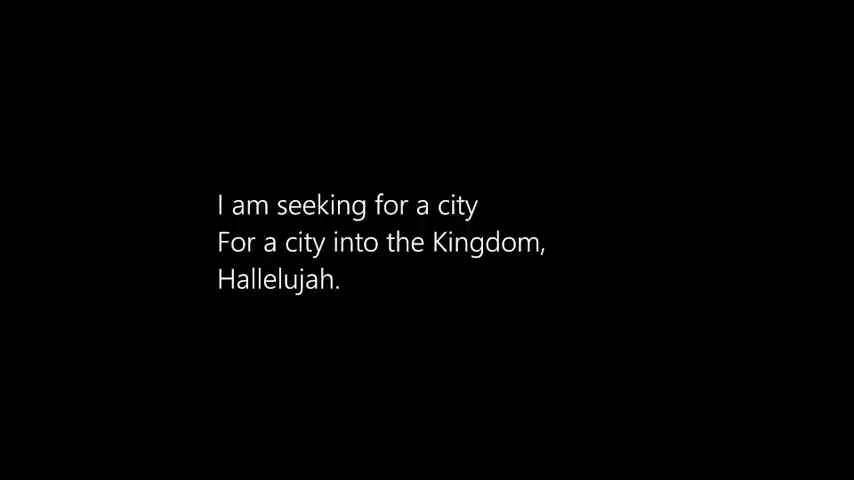 I am seeking for a city
For a city into the Kingdom,
Hallelujah.